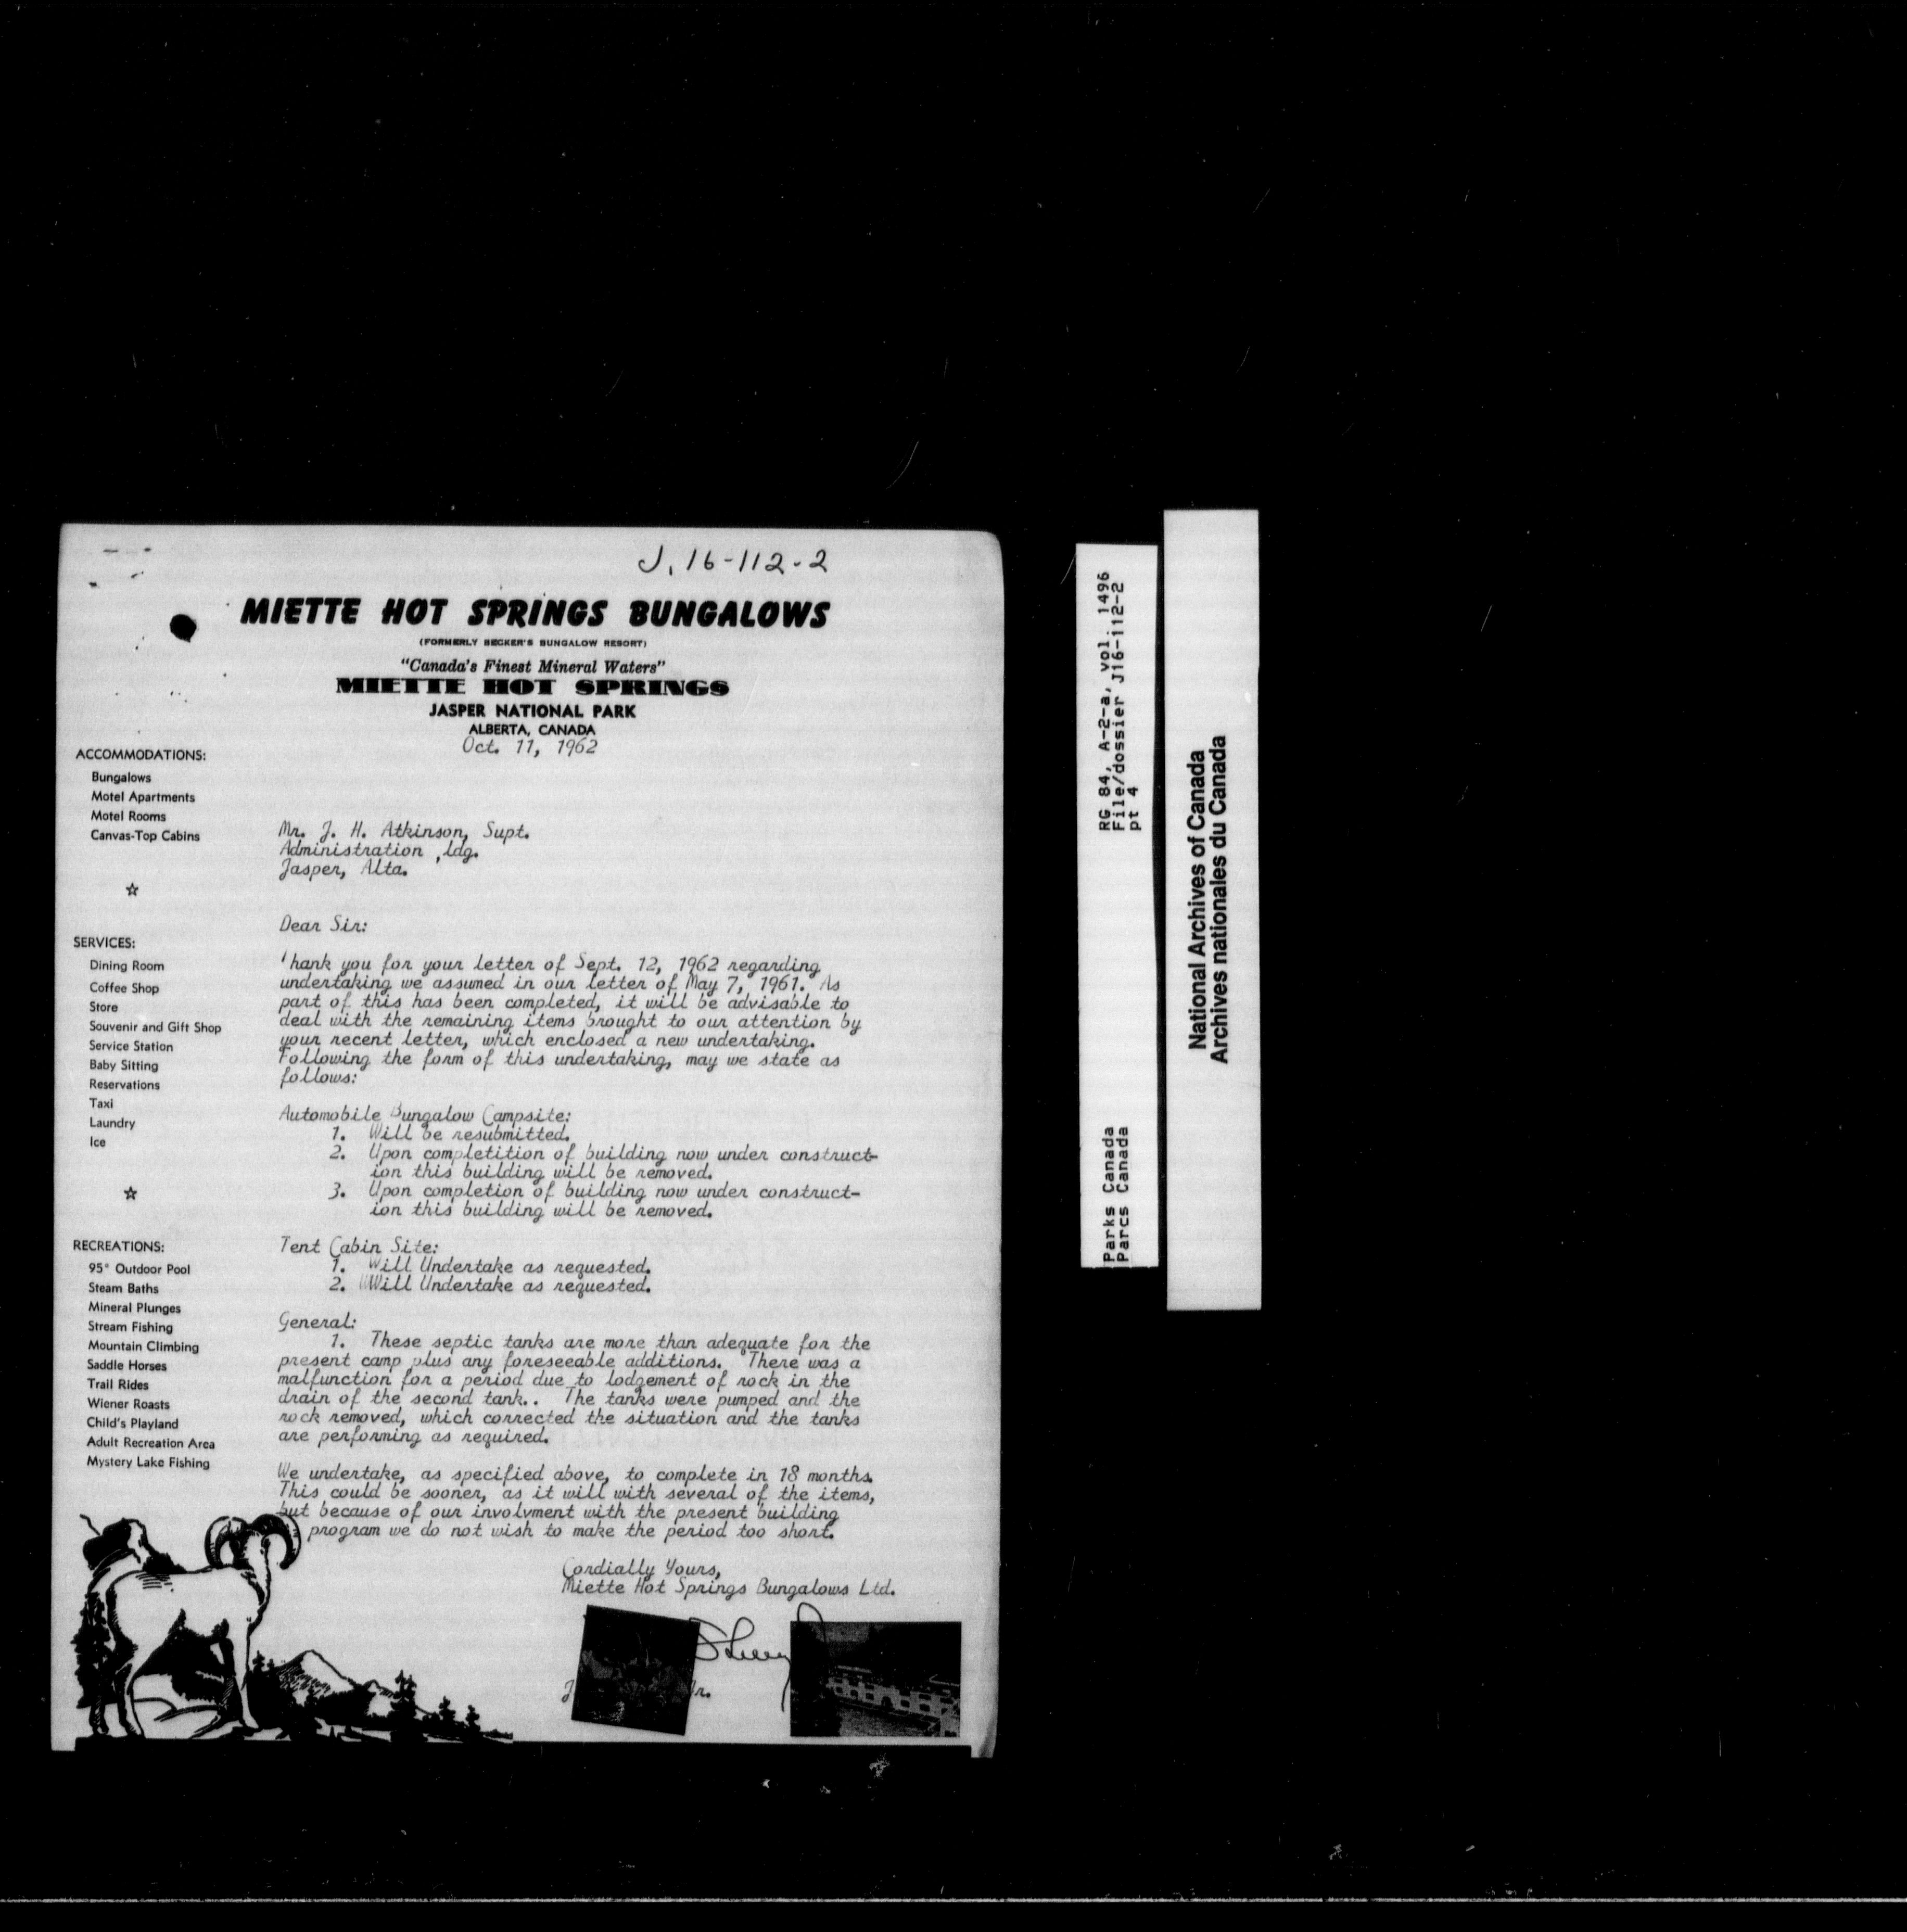 J. 16-112-2
MIETTE HOT SPRINGS BUNGALOWS
(FORMERLY BECKER'S BUNGALOW RESORT)
"Canada's Finest Mineral Waters"
MIETTE HOT SPRINGS
JASPER NATIONAL PARK
ALBERTA, CANADA
Oct. 11, 1962
ACCOMMODATIONS:
Bungalows
Motel Apartments
Motel Rooms
Canvas-Top Cabins
☆
SERVICES:
Dining Room
Coffee Shop
Store
Souvenir and Gift Shop
Service Station
Baby Sitting
Reservations
Taxi
Laundry
Ice
☆
RECREATIONS:
95° Outdoor Pool
Steam Baths
Mineral Plunges
Stream Fishing
Mountain Climbing
Saddle Horses
Trail Rides
Wiener Roasts
Child's Playland
Adult Recreation Area
Mystery Lake Fishing
Mr. J. H. Atkinson, Supt.
Administration ,ldg.
Jasper, Alta.
Dear Sir:
Thank you for your letter of Sept. 12, 1962 regarding
undertaking we assumed in our letter of May 7, 1961. As
part of this has been completed, it will be advisable to
deal with the remaining items brought to our attention by
your recent letter, which enclosed a new undertaking.
Following the form of this undertaking, may we state as
follows:
Automobile Bungalow Campsite:
1. Will be resubmitted.
2. Upon completition of building now under construct-
ion this building will be removed.
3. Upon completion of building now under construct-
ion this building will be removed.
Tent Cabin Site:
1. Will Undertake as requested.
2. WWill Undertake as requested.
General:
1. These septic tanks are more than adequate for the
present camp plus any foreseeable additions. There was a
malfunction for a period due to lodgement of rock in the
drain of the second tank.. The tanks were pumped and the
rock removed, which corrected the situation and the tanks
are performing as required.
We undertake, as specified above, to complete in 18 months.
This could be sooner, as it will with several of the items,
but because of our involvment with the present building
program we do not wish to make the period too short.
Cordially Yours,
Miette Hot Springs Bungalows Ltd.
J
Jr.
RG 84, A-2-a, vol. 1496
File/dossier J16-112-2
pt 4
Parks Canada
Parcs Canada
National Archives of Canada
Archives nationales du Canada